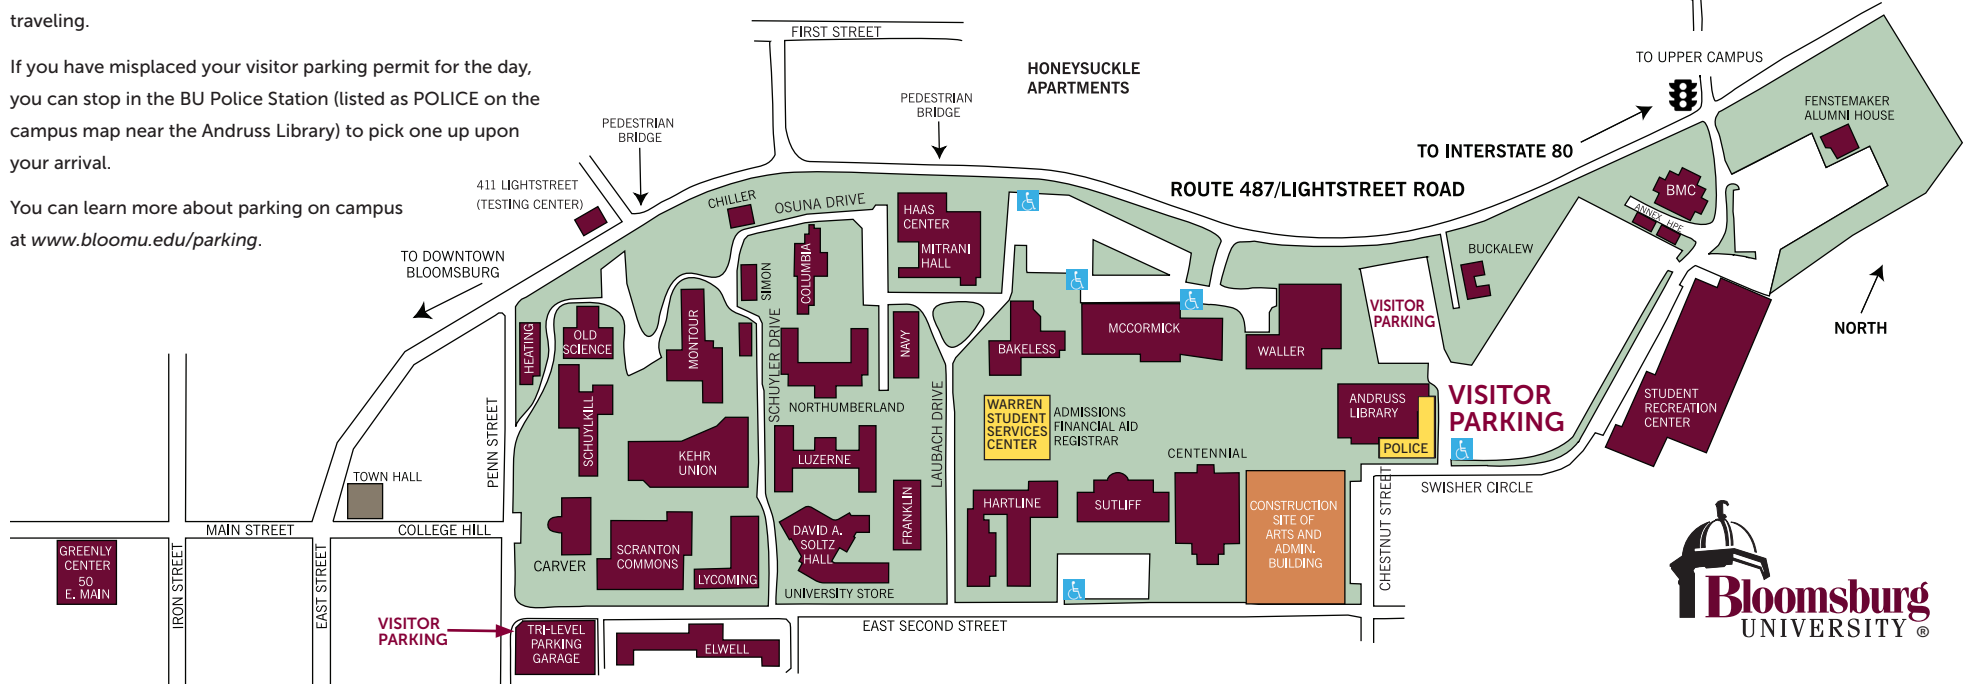 traveling.
If you have misplaced your visitor parking permit for the day,
you can stop in the BU Police Station (listed as POLICE on the
campus map near the Andruss Library) to pick one up upon
your arrival.
You can learn more about parking on campus
at www.bloomu.edu/parking.
FIRST STREET
HONEYSUCKLE
APARTMENTS
TO UPPER CAMPUS
PEDESTRIAN
BRIDGE
PEDESTRIAN
BRIDGE
FENSTEMAKER
ALUMNI HOUSE
TO INTERSTATE 80
ROUTE 487/LIGHTSTREET ROAD
411 LIGHTSTREET
(TESTING CENTER)
CHILLER
OSUNA DRIVE
HAAS
CENTER
MITRANI
HALL
BMC
ANNEX
HPE
BUCKALEW
TO DOWNTOWN
BLOOMSBURG
SIMON
COLUMBIA
VISITOR
PARKING
NORTH
HEATING
OLD
SCIENCE
MONTOUR
SCHUYLER DRIVE
NAVY
BAKELESS
MCCORMICK
WALLER
SCHUYLKILL
NORTHUMBERLAND
LAUBACH DRIVE
WARREN
STUDENT
SERVICES
CENTER
ADMISSIONS
FINANCIAL AID
REGISTRAR
ANDRUSS
LIBRARY
POLICE
VISITOR
PARKING
STUDENT
RECREATION
CENTER
PENN STREET
KEHR
UNION
LUZERNE
CENTENNIAL
TOWN HALL
SWISHER CIRCLE
HARTLINE
SUTLIFF
CONSTRUCTION
SITE OF
ARTS AND
ADMIN.
BUILDING
CHESTNUT STREET
FRANKLIN
MAIN STREET
COLLEGE HILL
DAVID A.
SOLTZ
HALL
GREENLY
CENTER
50
E. MAIN
IRON STREET
EAST STREET
CARVER
SCRANTON
COMMONS
LYCOMING
UNIVERSITY STORE
VISITOR
PARKING
TRI-LEVEL
PARKING
GARAGE
ELWELL
EAST SECOND STREET
Bloomsburg
UNIVERSITY ®